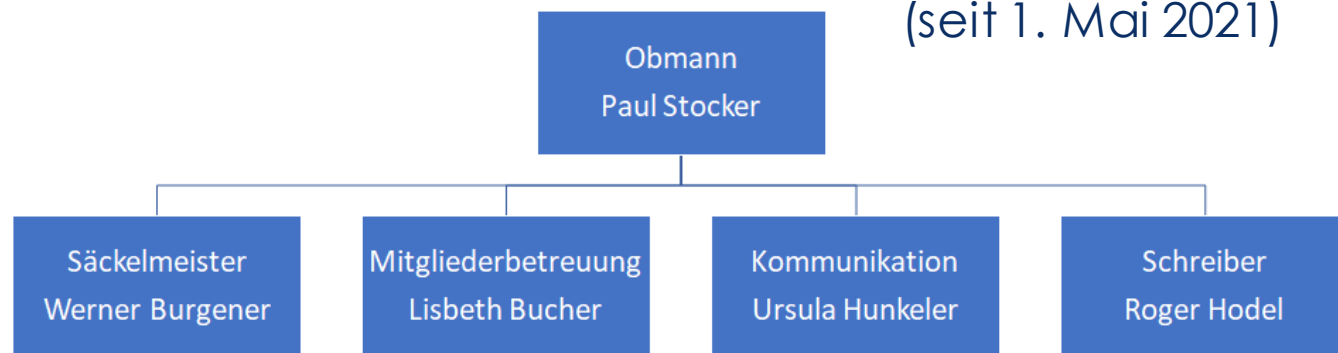 (seit 1. Mai 2021)
Obmann
Paul Stocker
Säckelmeister
Werner Burgener
Mitgliederbetreuung
Lisbeth Bucher
Kommunikation
Ursula Hunkeler
Schreiber
Roger Hodel